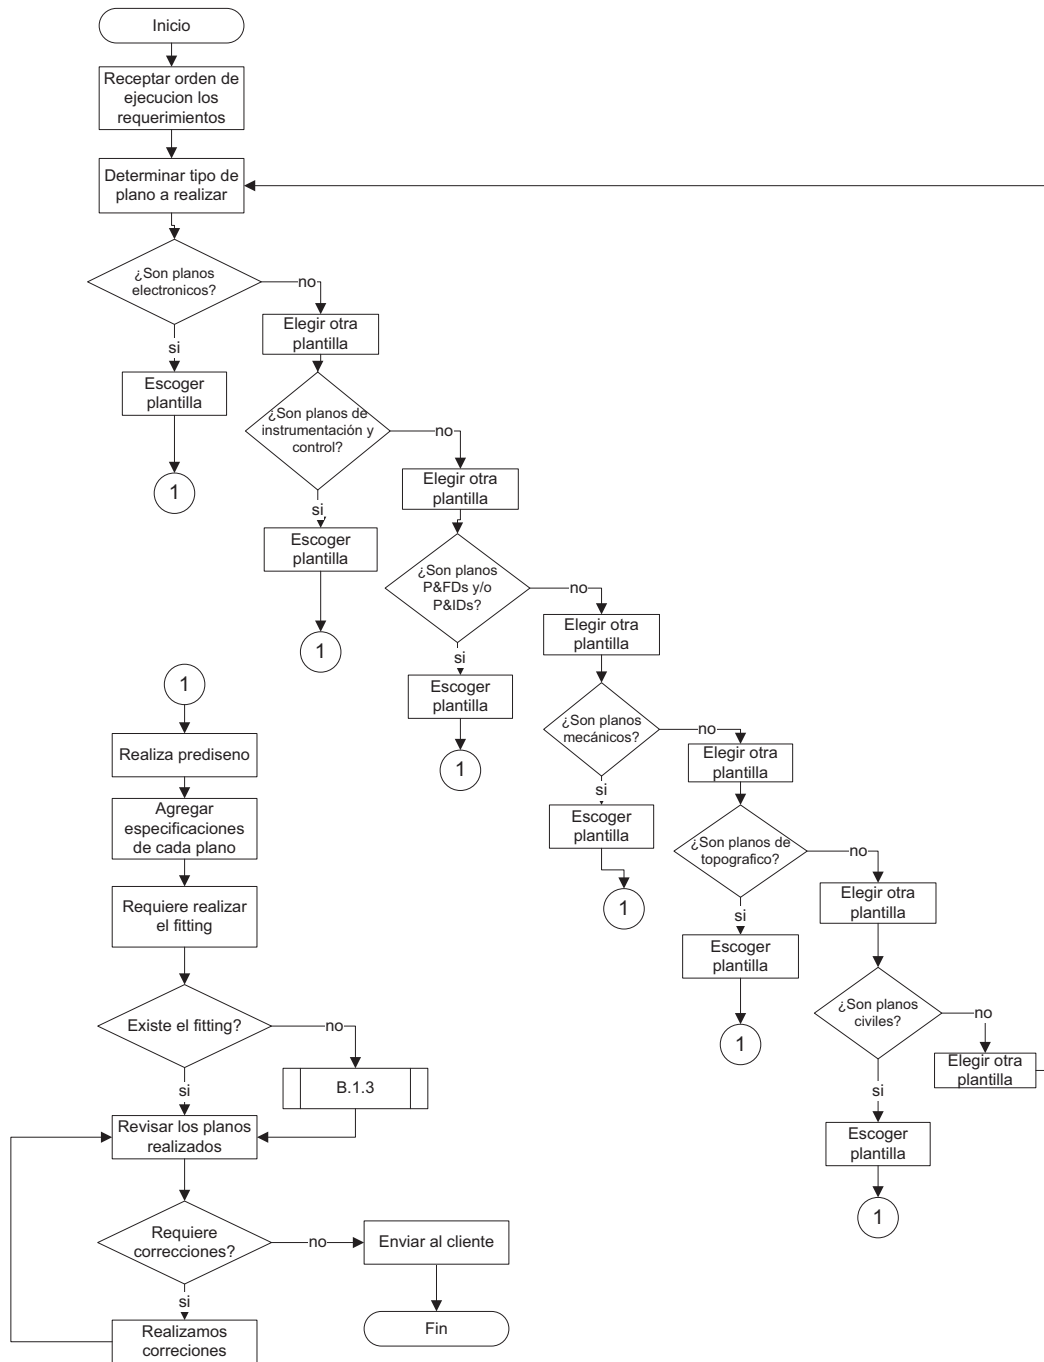 Inicio
Receptar orden de
ejecucion los
requerimientos
Determinar tipo de
plano a realizar
¿Son planos
electronicos?
no
si
Elegir otra
plantilla
Escoger
plantilla
1
¿Son planos de
instrumentación y
control?
no
si
Elegir otra
plantilla
Escoger
plantilla
1
¿Son planos
P&FDs y/o
P&IDs?
no
si
Elegir otra
plantilla
Escoger
plantilla
1
¿Son planos
mecánicos?
no
si
Elegir otra
plantilla
Escoger
plantilla
1
¿Son planos de
topografico?
no
si
Elegir otra
plantilla
Escoger
plantilla
1
¿Son planos
civiles?
no
si
Elegir otra
plantilla
Escoger
plantilla
1
1
Realiza prediseno
Agregar
especificaciones
de cada plano
Requiere realizar
el fitting
Existe el fitting?
no
si
B.1.3
Revisar los planos
realizados
Requiere
correcciones?
no
si
Enviar al cliente
Fin
Realizamos
correciones